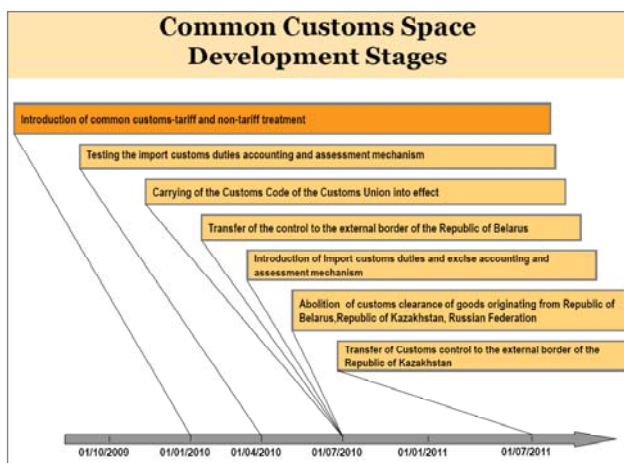 Common Customs Space
Development Stages
Introduction of common customs-tariff and non-tariff treatment
Testing the import customs duties accounting and assessment mechanism
Carrying of the Customs Code of the Customs Union into effect
Transfer of the control to the external border of the Republic of Belarus
Introduction of Import customs duties and excise accounting and
assessment mechanism
Abolition of customs clearance of goods originating from Republic of
Belarus,Republic of Kazakhstan, Russian Federation
Transfer of Customs control to the external border of the
Republic of Kazakhstan
01/10/2009 01/01/2010 01/04/2010 01/07/2010 01/01/2011 01/07/2011